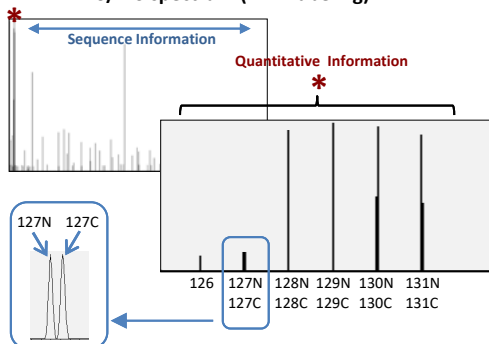 Sequence Information
Quantitative Information
*
*
127N 127C
126 127N 128N 129N 130N 131N
127C 128C 129C 130C 131C